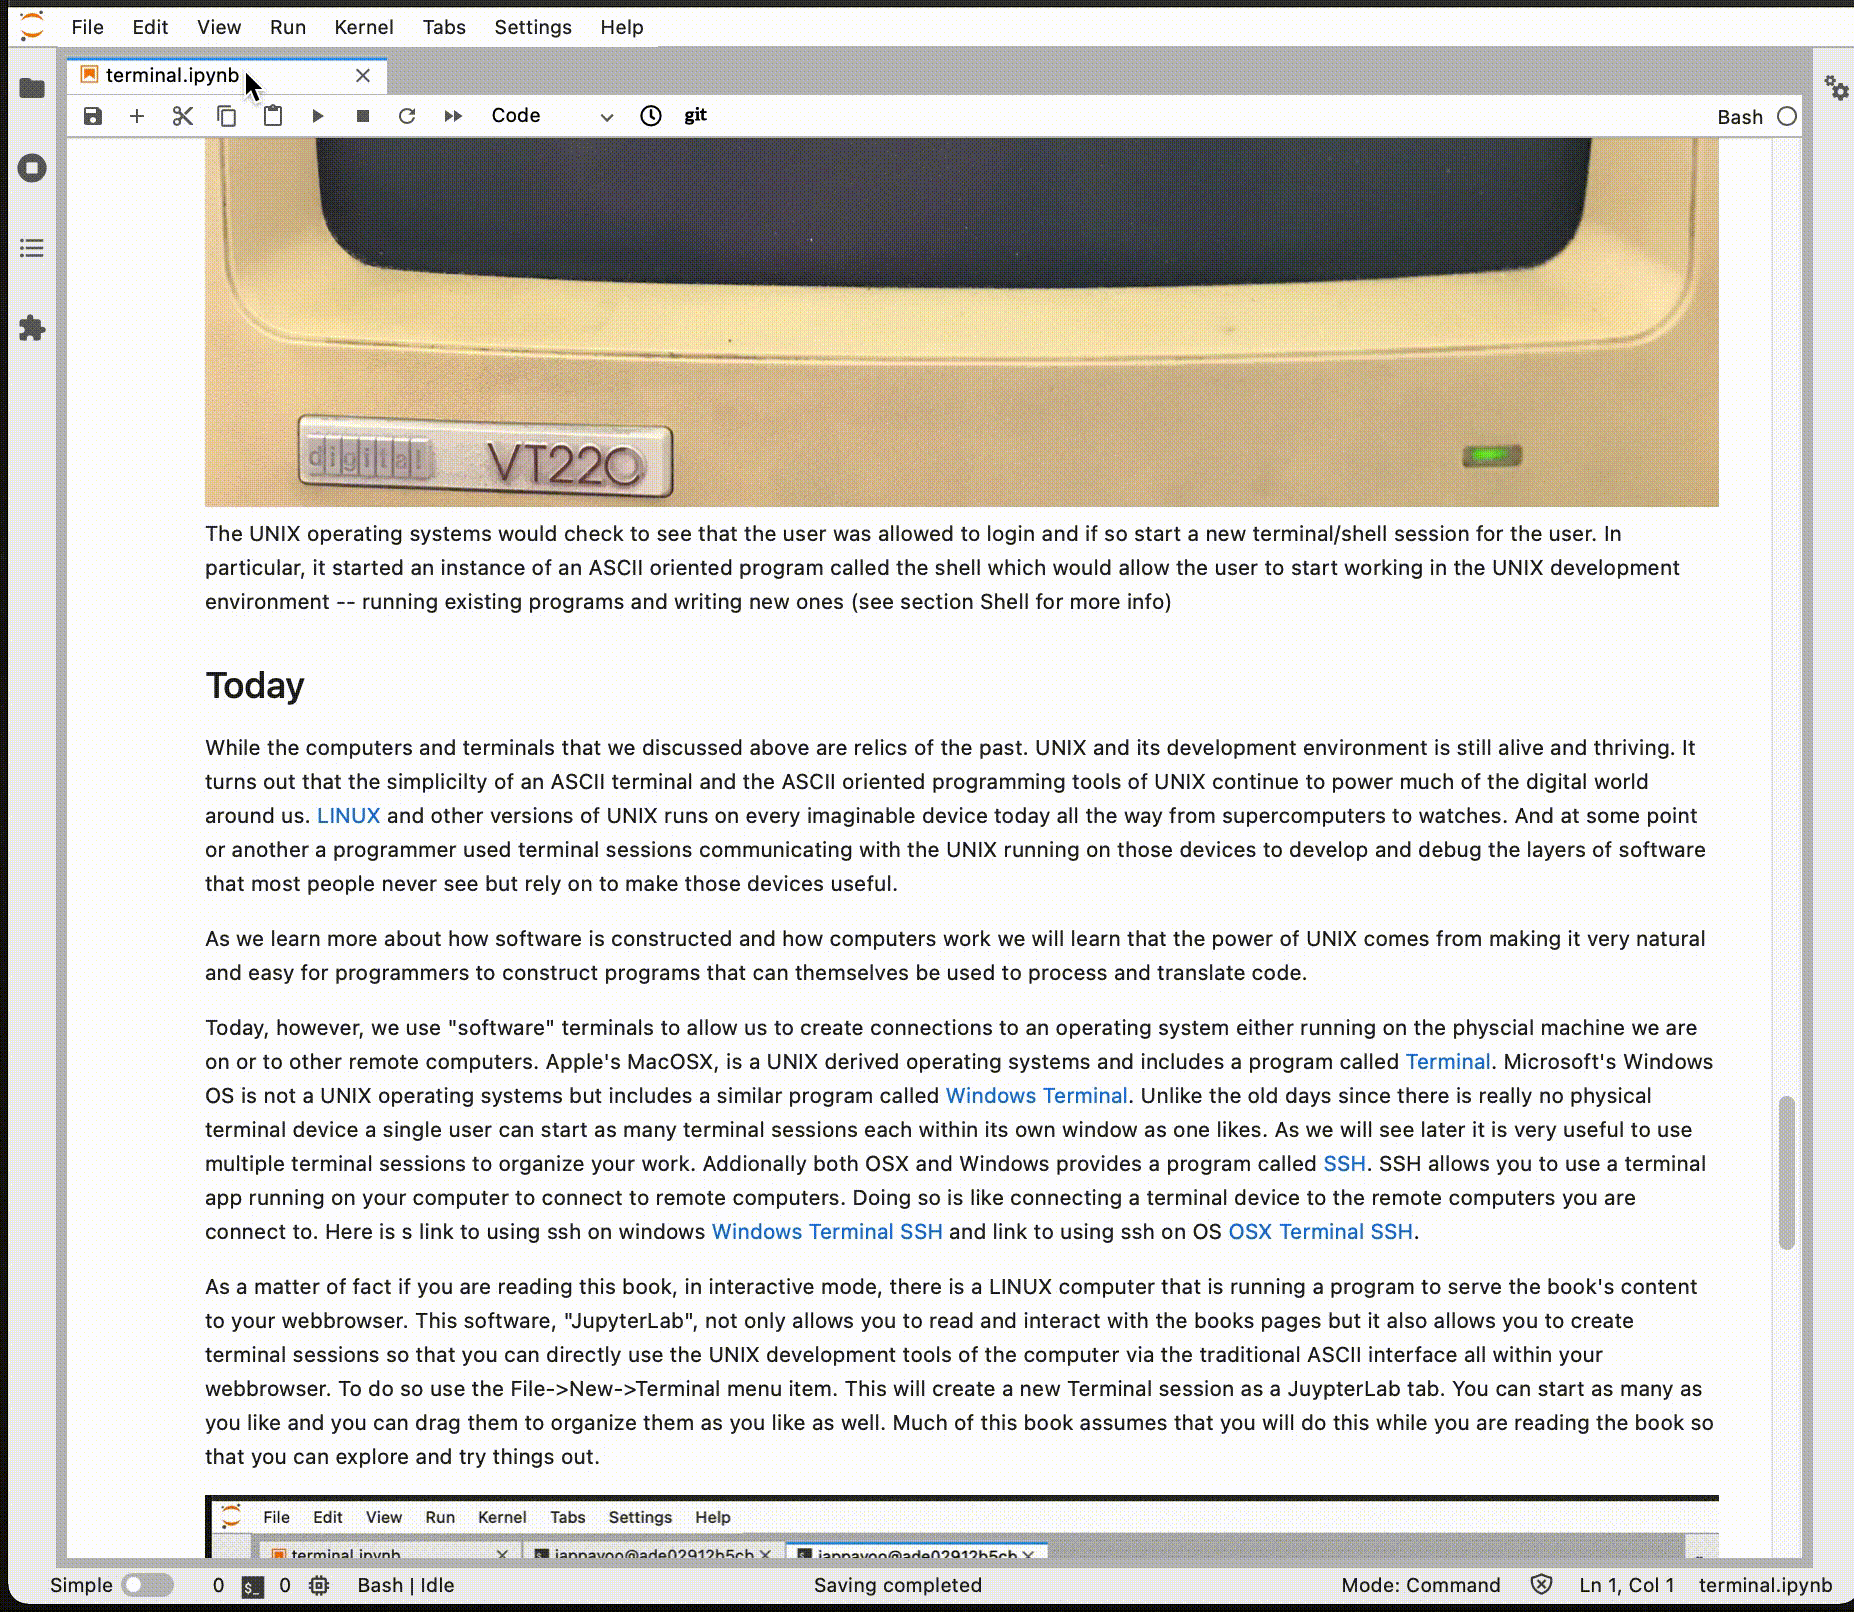 File Edit View Run Kernel Tabs Settings Help
terminal.ipynb
Code git Bash
digital VT220
The UNIX operating systems would check to see that the user was allowed to login and if so start a new terminal/shell session for the user. In
particular, it started an instance of an ASCII oriented program called the shell which would allow the user to start working in the UNIX development
environment -- running existing programs and writing new ones (see section Shell for more info)
Today
While the computers and terminals that we discussed above are relics of the past. UNIX and its development environment is still alive and thriving. It
turns out that the simplicilty of an ASCII terminal and the ASCII oriented programming tools of UNIX continue to power much of the digital world
around us. LINUX and other versions of UNIX runs on every imaginable device today all the way from supercomputers to watches. And at some point
or another a programmer used terminal sessions communicating with the UNIX running on those devices to develop and debug the layers of software
that most people never see but rely on to make those devices useful.
As we learn more about how software is constructed and how computers work we will learn that the power of UNIX comes from making it very natural
and easy for programmers to construct programs that can themselves be used to process and translate code.
Today, however, we use "software" terminals to allow us to create connections to an operating system either running on the physcial machine we are
on or to other remote computers. Apple's MacOSX, is a UNIX derived operating systems and includes a program called Terminal. Microsoft's Windows
OS is not a UNIX operating systems but includes a similar program called Windows Terminal. Unlike the old days since there is really no physical
terminal device a single user can start as many terminal sessions each within its own window as one likes. As we will see later it is very useful to use
multiple terminal sessions to organize your work. Addionally both OSX and Windows provides a program called SSH. SSH allows you to use a terminal
app running on your computer to connect to remote computers. Doing so is like connecting a terminal device to the remote computers you are
connect to. Here is s link to using ssh on windows Windows Terminal SSH and link to using ssh on OS OSX Terminal SSH.
As a matter of fact if you are reading this book, in interactive mode, there is a LINUX computer that is running a program to serve the book's content
to your webbrowser. This software, "JupyterLab", not only allows you to read and interact with the books pages but it also allows you to create
terminal sessions so that you can directly use the UNIX development tools of the computer via the traditional ASCII interface all within your
webbrowser. To do so use the File->New->Terminal menu item. This will create a new Terminal session as a JuypterLab tab. You can start as many as
you like and you can drag them to organize them as you like as well. Much of this book assumes that you will do this while you are reading the book so
that you can explore and try things out.
File Edit View Run Kernel Tabs Settings Help
terminal.ipynb jappavoo@ade02912b5cb jappavoo@ade02912b5cb
Simple 0 $_ 0 Bash | Idle Saving completed Mode: Command Ln 1, Col 1 terminal.ipynb